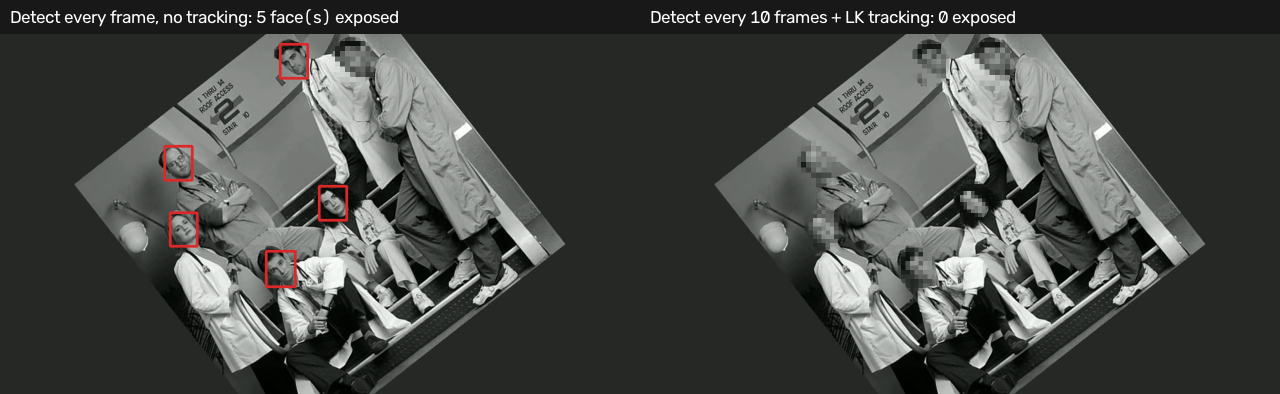 Detect every frame, no tracking: 5 face(s) exposed
Detect every 10 frames + LK tracking: 0 exposed
1 THRU 14
ROOF ACCESS
2
STAIR 10
1 THRU 14
ROOF ACCESS
2
STAIR 10